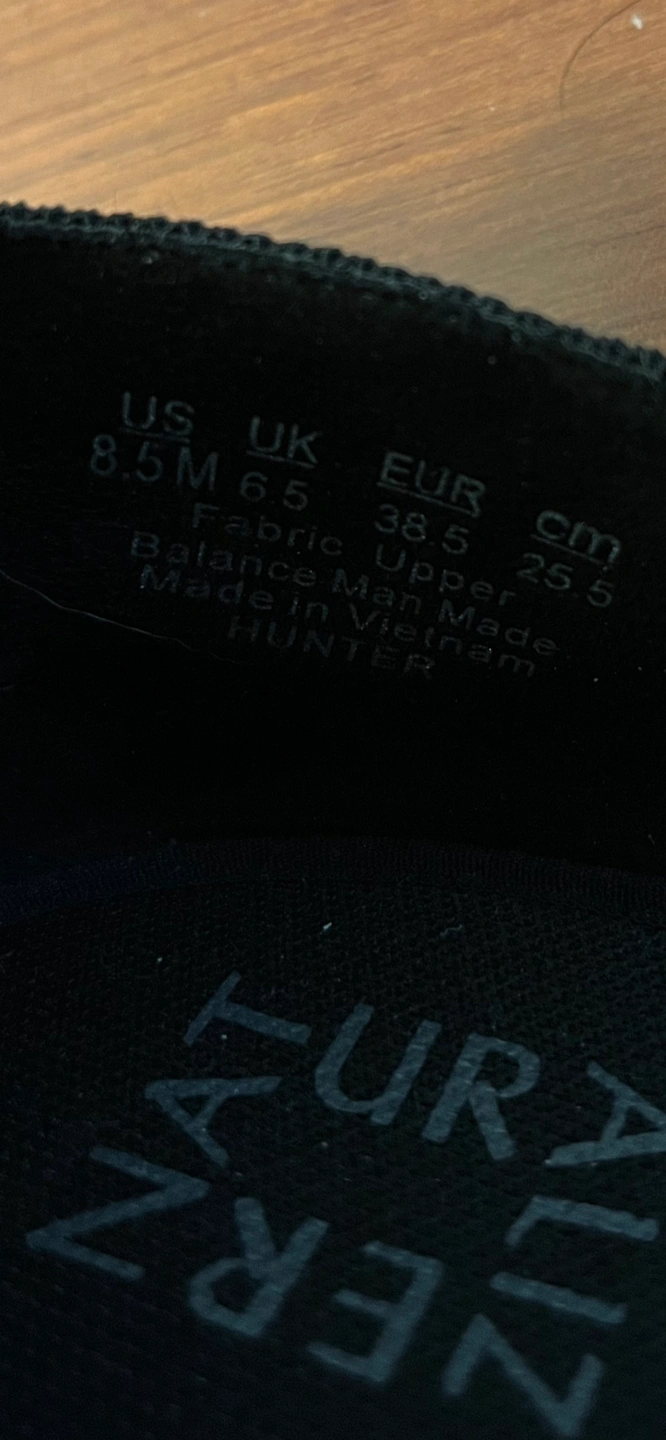 US UK EUR cm
8.5M 6.5 38.5 25.5
Fabric Upper
Balance Man Made
Made in Vietnam
HUNTER
NATURALIZER